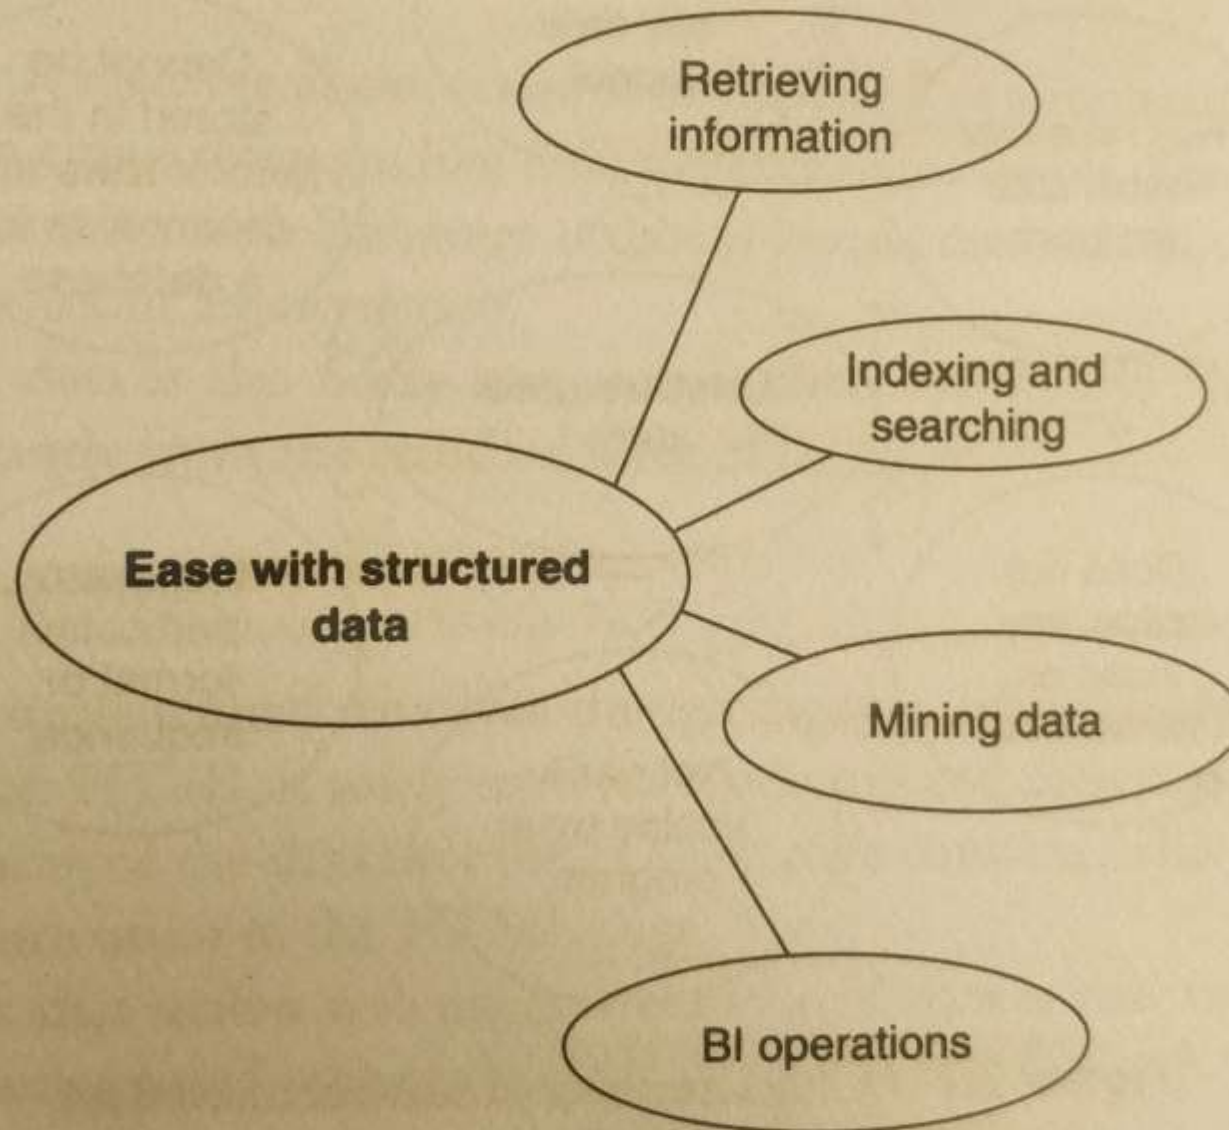 Retrieving
information
Indexing and
searching
Ease with structured
data
Mining data
BI operations